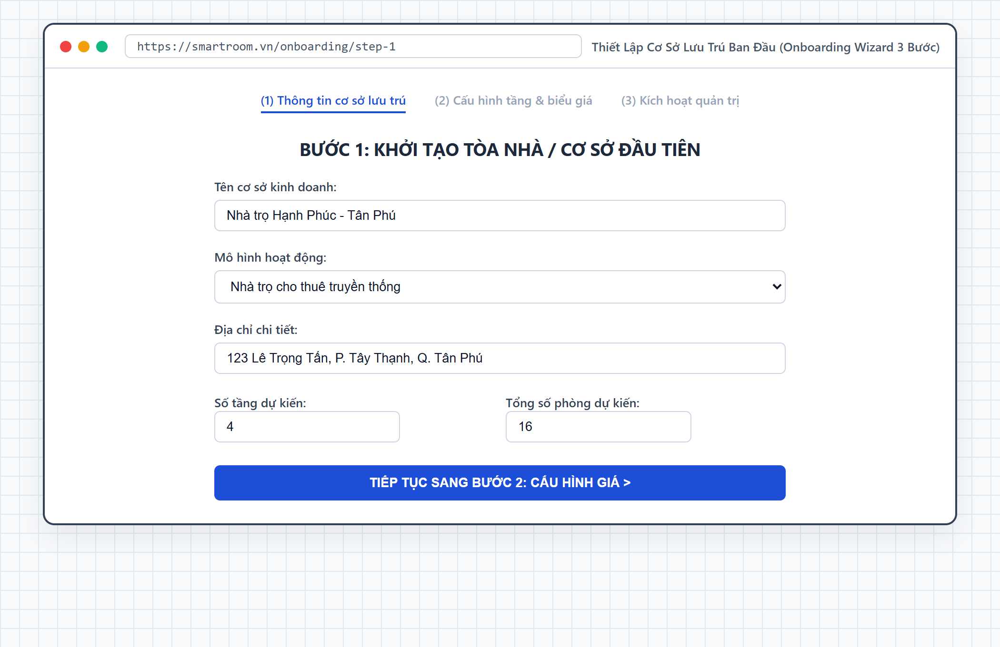 https://smartroom.vn/onboarding/step-1
Thiết Lập Cơ Sở Lưu Trú Ban Đầu (Onboarding Wizard 3 Bước)
(1) Thông tin cơ sở lưu trú
(2) Cấu hình tầng & biểu giá
(3) Kích hoạt quản trị
BƯỚC 1: KHỞI TẠO TÒA NHÀ / CƠ SỞ ĐẦU TIÊN
Tên cơ sở kinh doanh:
Nhà trọ Hạnh Phúc - Tân Phú
Mô hình hoạt động:
Nhà trọ cho thuê truyền thống
Địa chỉ chi tiết:
123 Lê Trọng Tấn, P. Tây Thạnh, Q. Tân Phú
Số tầng dự kiến:
4
Tổng số phòng dự kiến:
16
TIẾP TỤC SANG BƯỚC 2: CẤU HÌNH GIÁ >